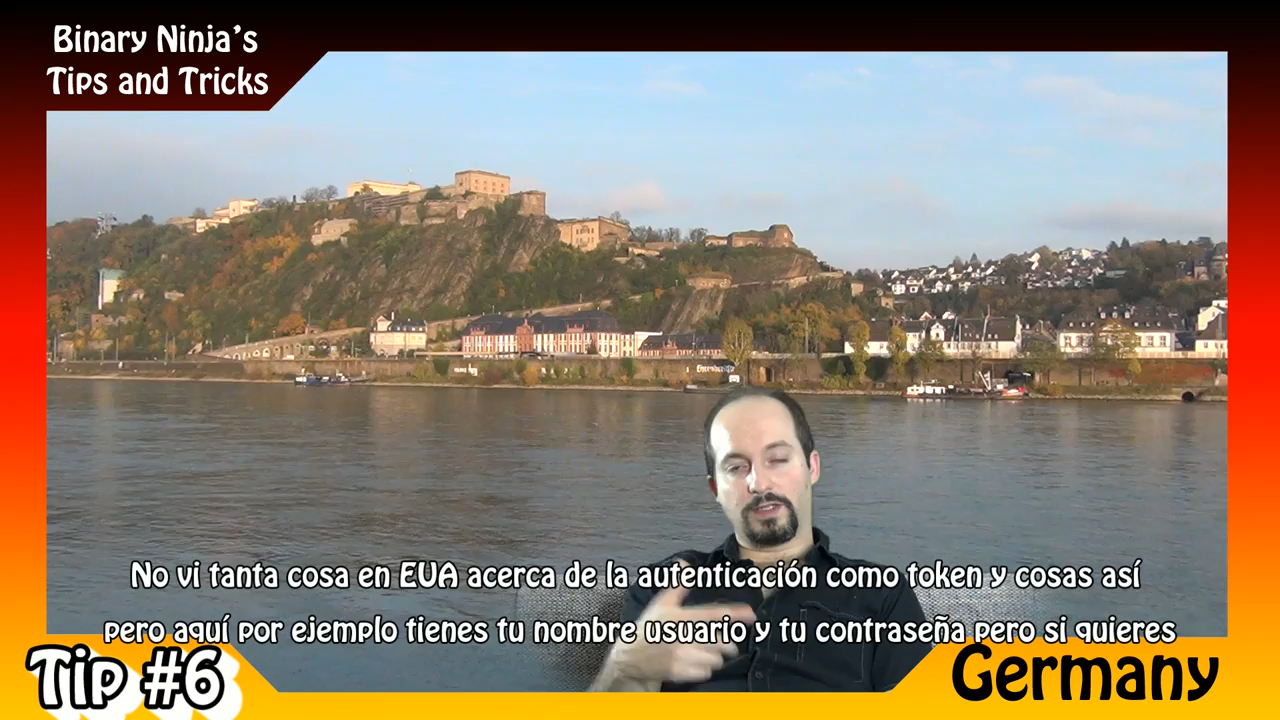 Binary Ninja's
Tips and Tricks
No vi tanta cosa en EUA acerca de la autenticación como token y cosas así
pero aquí por ejemplo tienes tu nombre usuario y tu contraseña pero si quieres
Tip #6
Germany